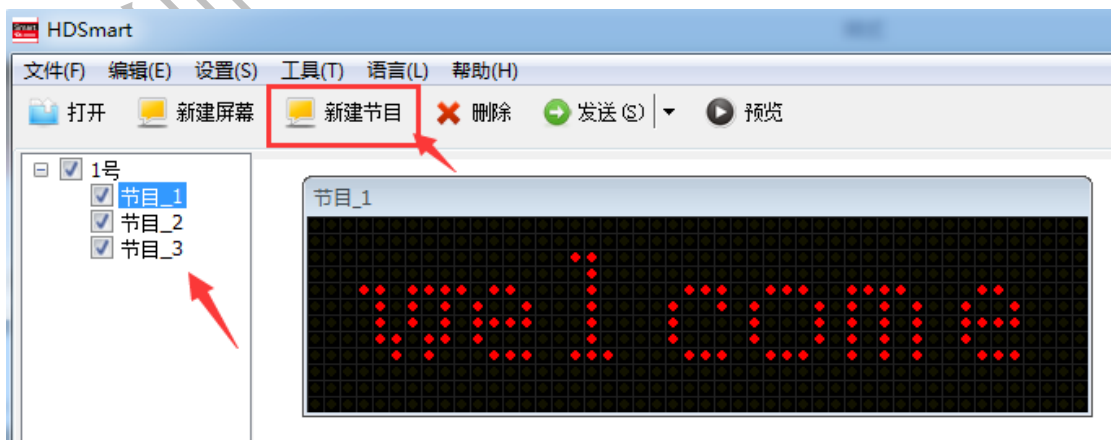 HDSmart
文件(F) 编辑(E) 设置(S) 工具(T) 语言(L) 帮助(H)
打开 新建屏幕 新建节目 删除 发送(S) 预览
1号
节目_1
节目_2
节目_3
节目_1
welcome